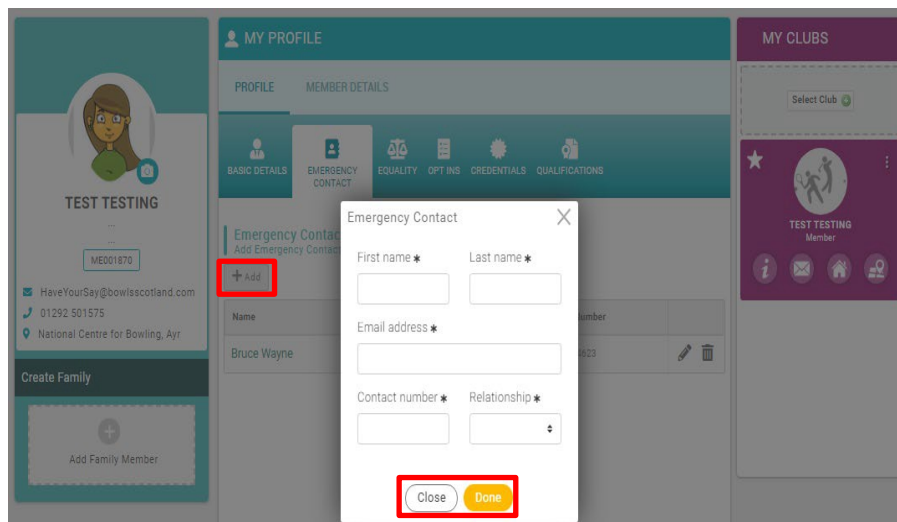 MY PROFILE
MY CLUBS
PROFILE MEMBER DETAILS
Select Club
BASIC DETAILS
EMERGENCY CONTACT
EQUALITY
OPT INS
CREDENTIALS
QUALIFICATIONS
TEST TESTING
...
...
ME001870
HaveYourSay@bowlsscotland.com
01292 501575
National Centre for Bowling, Ayr
Create Family
Add Family Member
Emergency Contac
Add Emergency Contac
+ Add
Name
umber
Bruce Wayne
4623
Emergency Contact
First name * Last name *
Email address *
Contact number * Relationship *
Close Done
TEST TESTING
Member